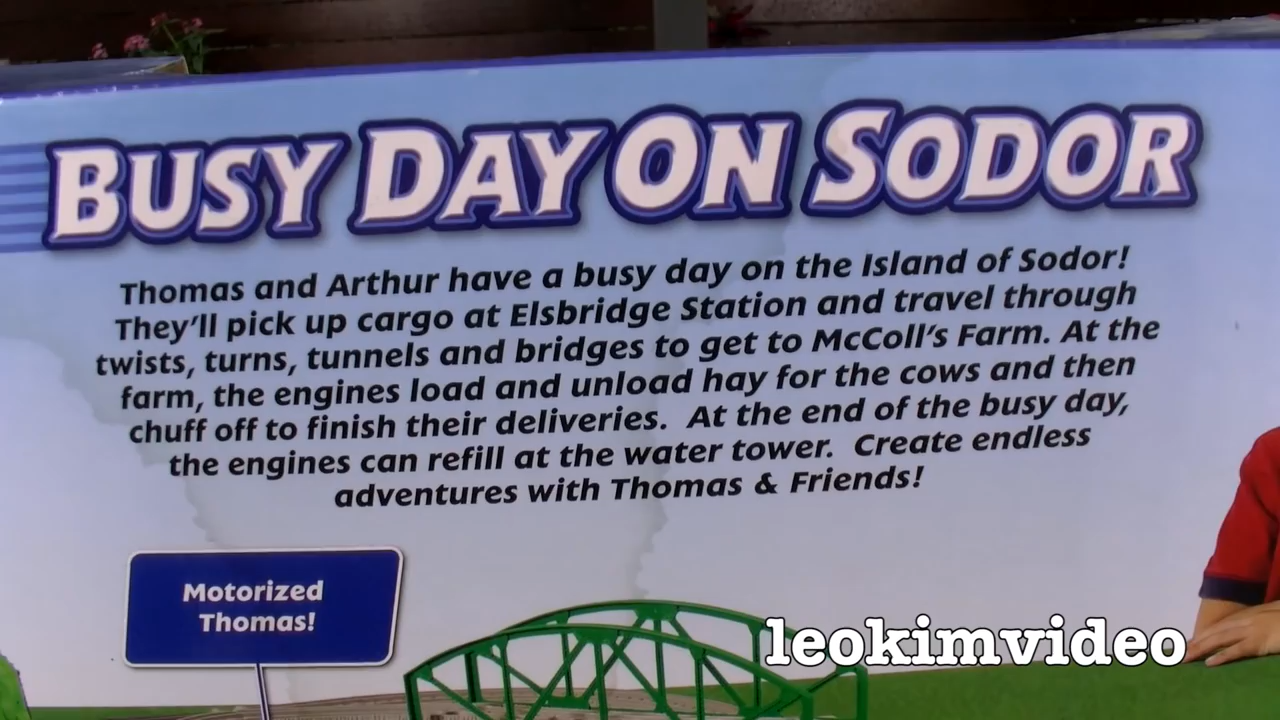 BUSY DAY ON SODOR
Thomas and Arthur have a busy day on the Island of Sodor!
They'll pick up cargo at Elsbridge Station and travel through
twists, turns, tunnels and bridges to get to McColl's Farm. At the
farm, the engines load and unload hay for the cows and then
chuff off to finish their deliveries. At the end of the busy day,
the engines can refill at the water tower. Create endless
adventures with Thomas & Friends!
Motorized
Thomas!
leokimvideo